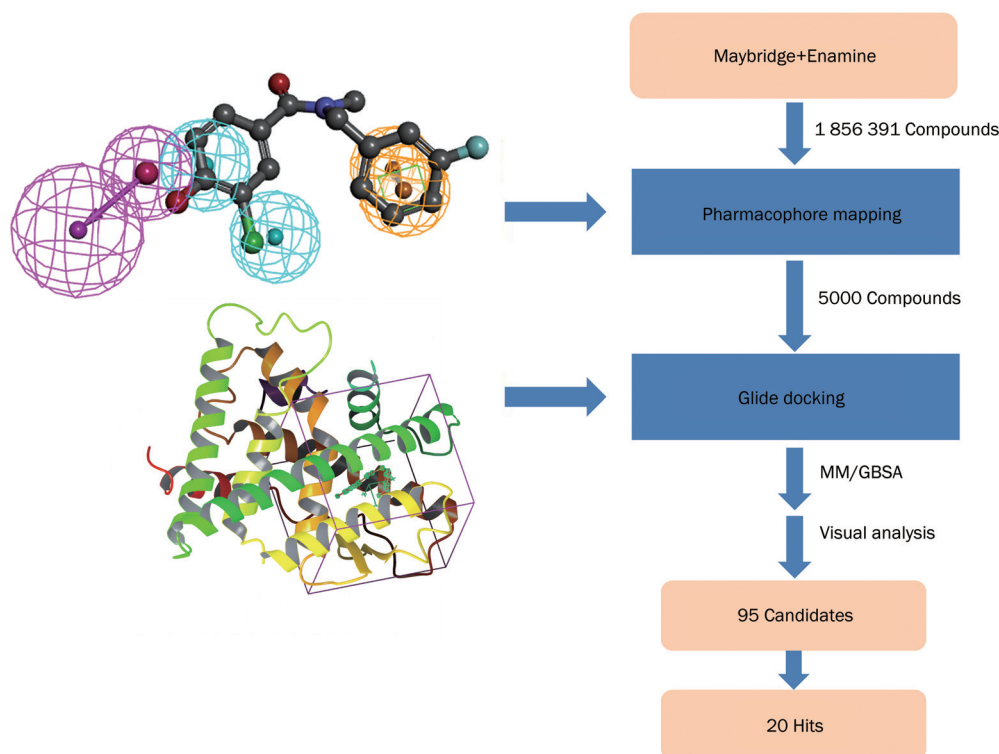 Maybridge+Enamine
1 856 391 Compounds
Pharmacophore mapping
5000 Compounds
Glide docking
MM/GBSA
Visual analysis
95 Candidates
20 Hits